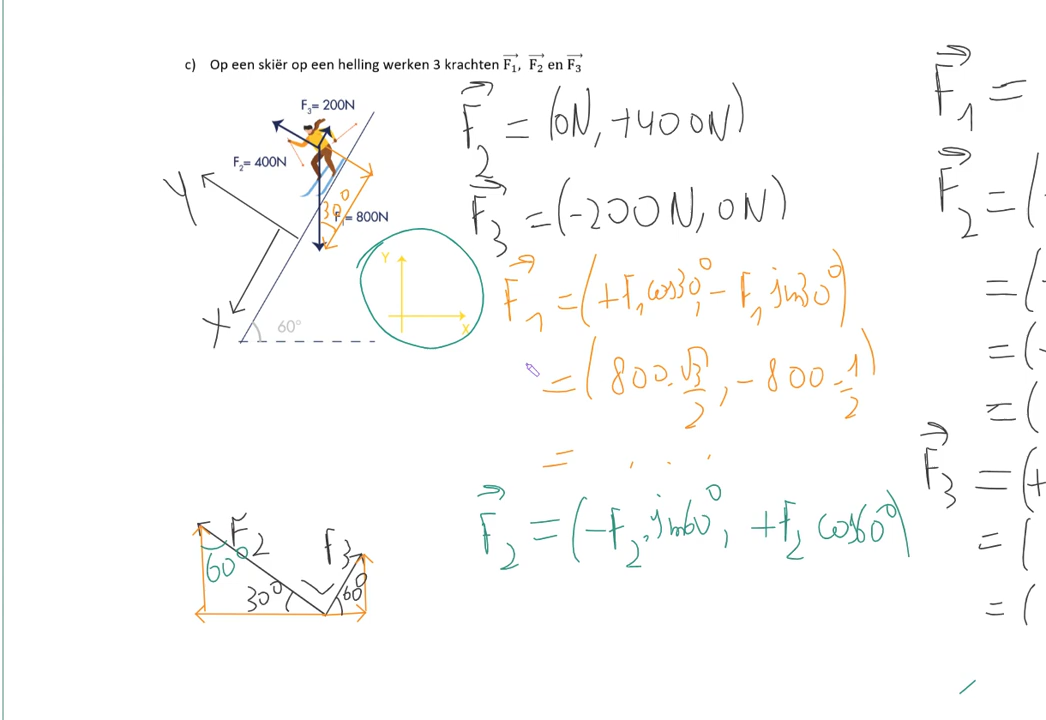 c) Op een skiër op een helling werken 3 krachten F₁, F₂ en F₃
F₃= 200N
F₂= 400N
30°
F₁= 800N
Y
X
60°
Y
X
F₂ = (0N, +400N)
F₃ = (-200N, 0N)
F₁ = (+F₁cos30°, - F₁ sin30°)
= (800.√3/2, -800.1/2)
= . . .
F₂ = (-F₂.sin60°, +F₂ cos60°)
F₂
60°
30°
F₃
60°
F₁ =
F₂ = (-
= (-
= (-
= (
F₃ = (+
= (
= (